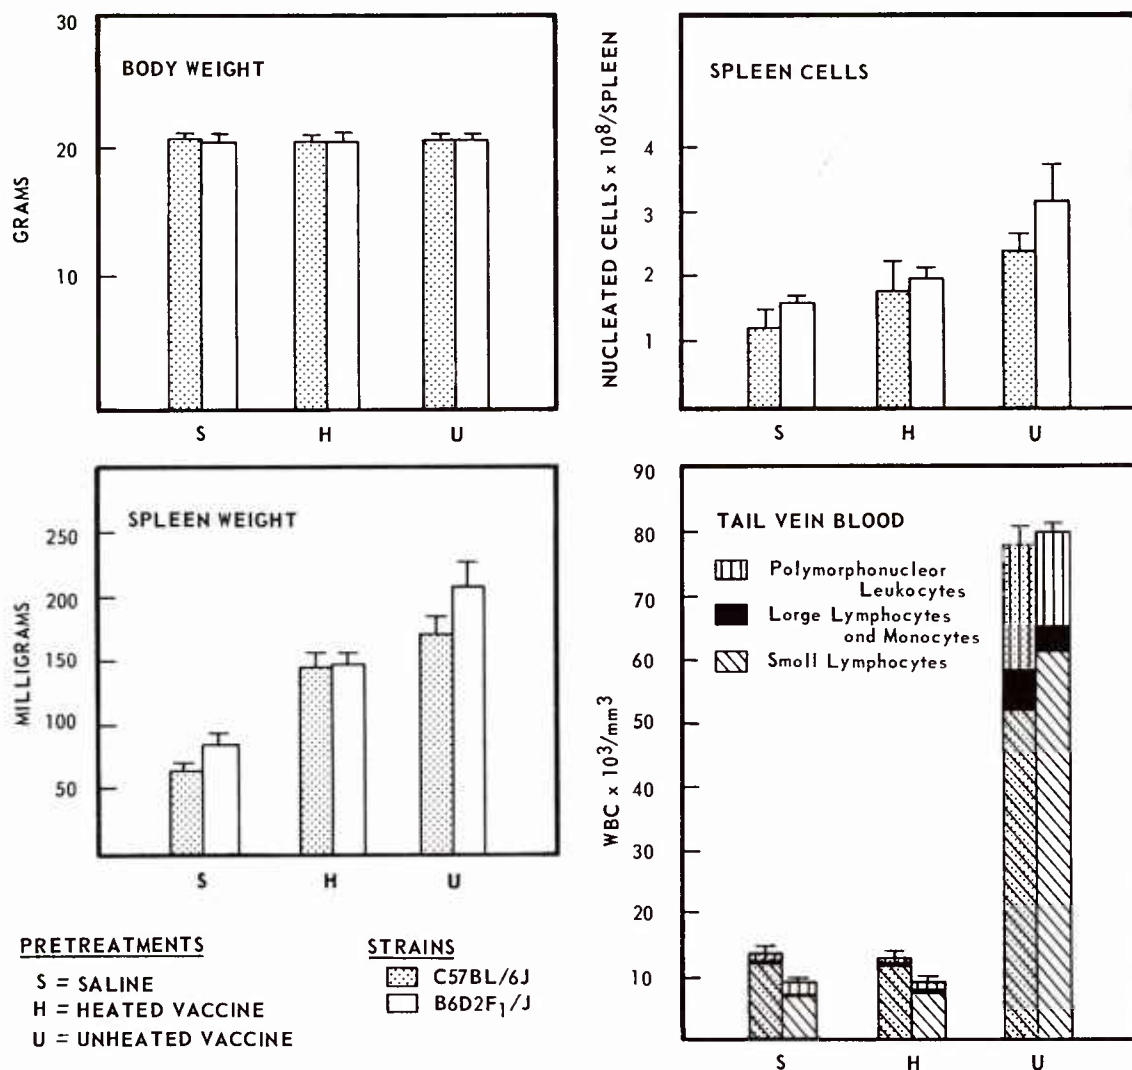 30
BODY WEIGHT
20
10
GRAMS
S H U
NUCLEATED CELLS × 10⁸/SPLEEN
SPLEEN CELLS
4
3
2
1
S H U
SPLEEN WEIGHT
250
200
150
100
50
MILLIGRAMS
S H U
90
80
70
60
50
40
30
20
10
WBC × 10³/mm³
TAIL VEIN BLOOD
Polymorphonucleor
Leukocytes
Lorge Lymphocytes
ond Monocytes
Smoll Lymphocytes
S H U
PRETREATMENTS
S = SALINE
H = HEATED VACCINE
U = UNHEATED VACCINE
STRAINS
C57BL/6J
B6D2F₁/J